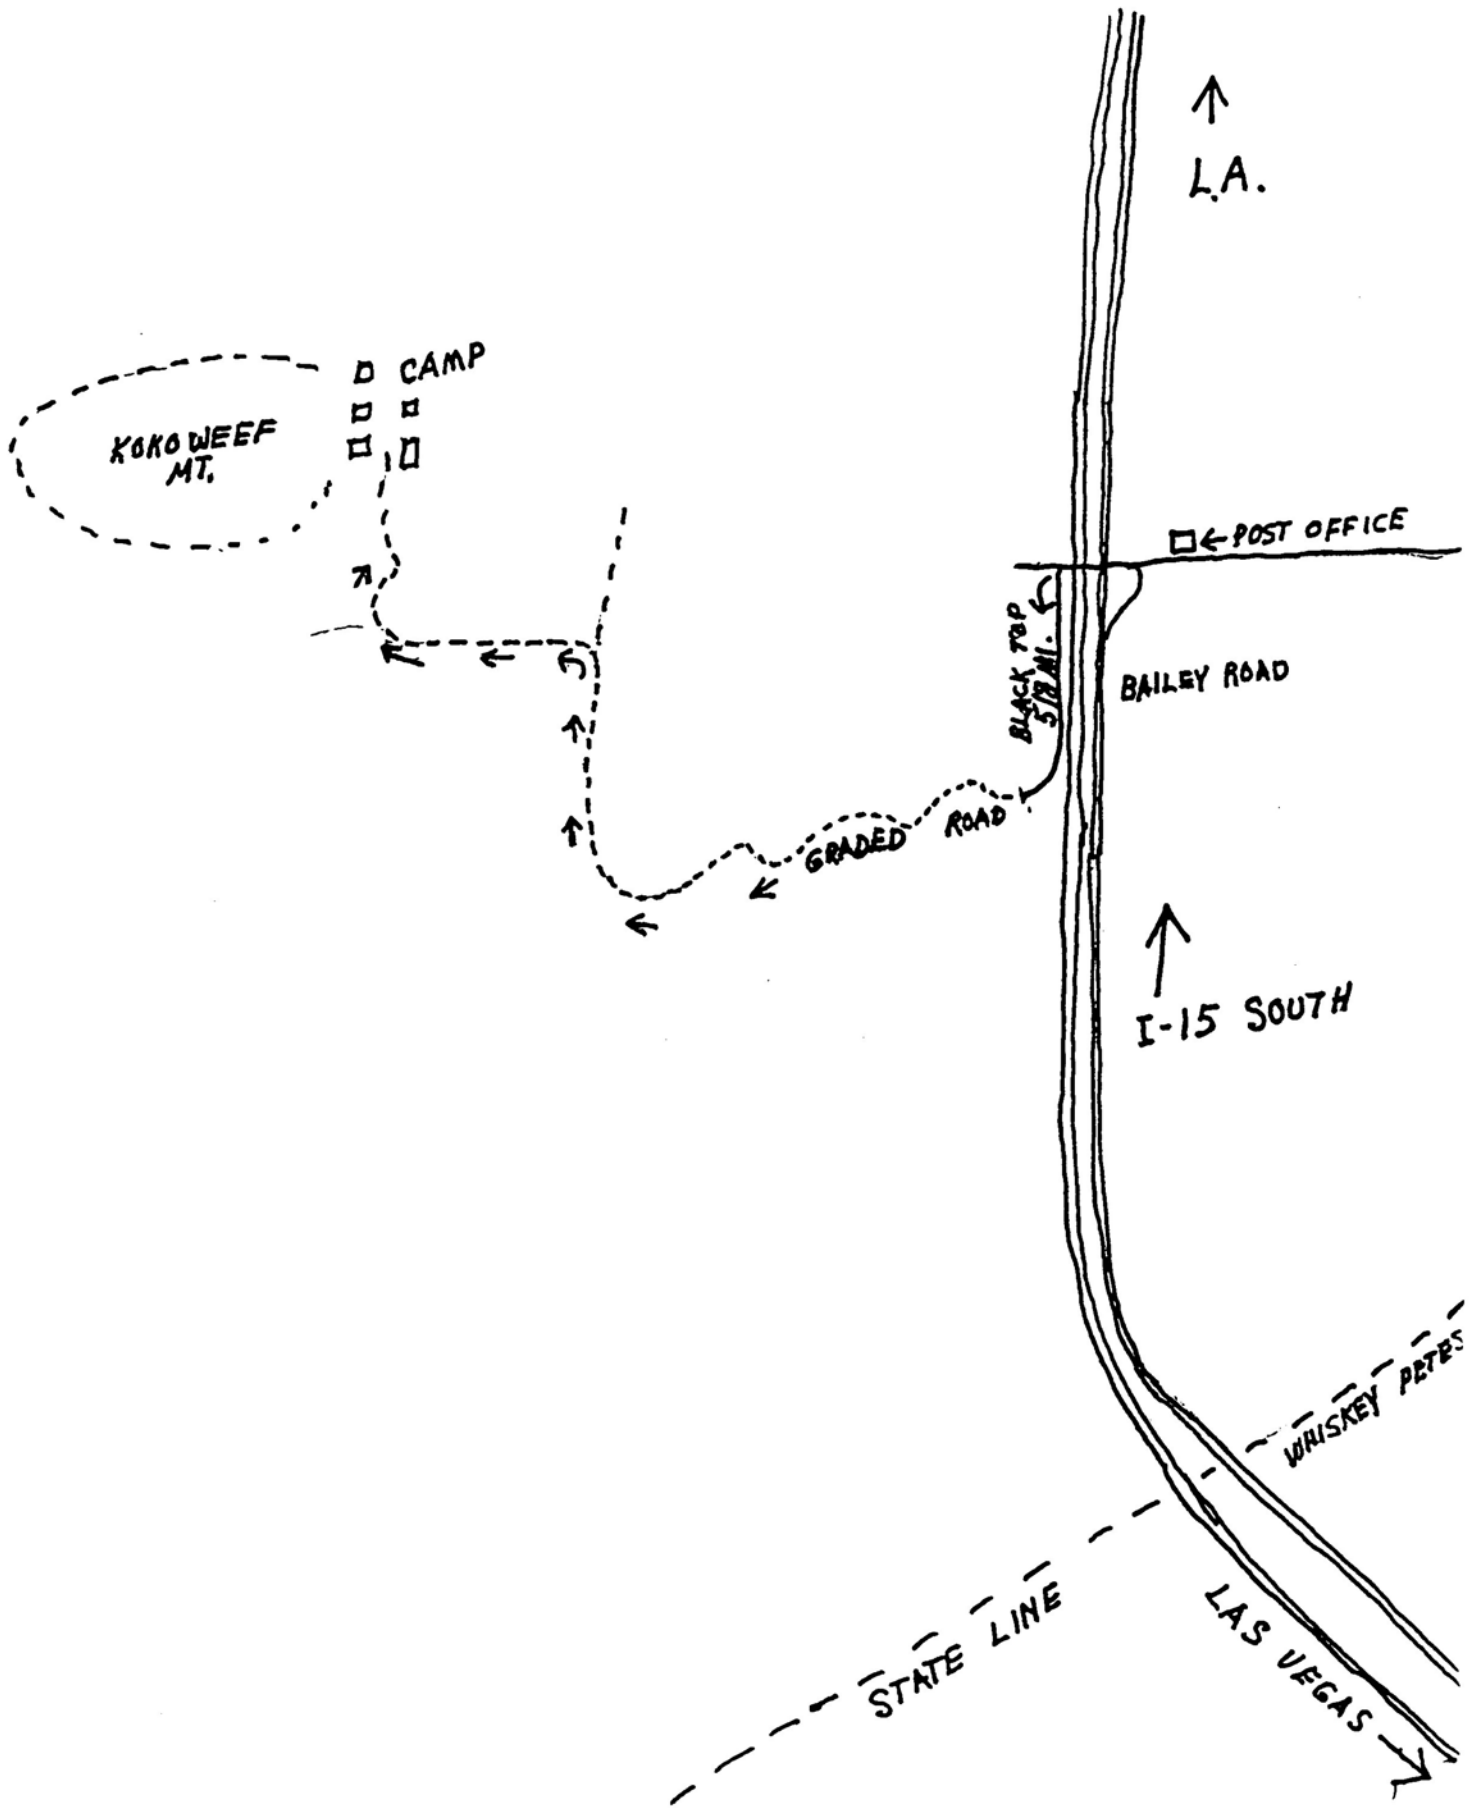 L.A.
CAMP
KOKOWEEF
MT.
POST OFFICE
BLACK TOP
5/8 MI.
BAILEY ROAD
GRADED ROAD
I-15 SOUTH
WHISKEY PETES
STATE LINE
LAS VEGAS